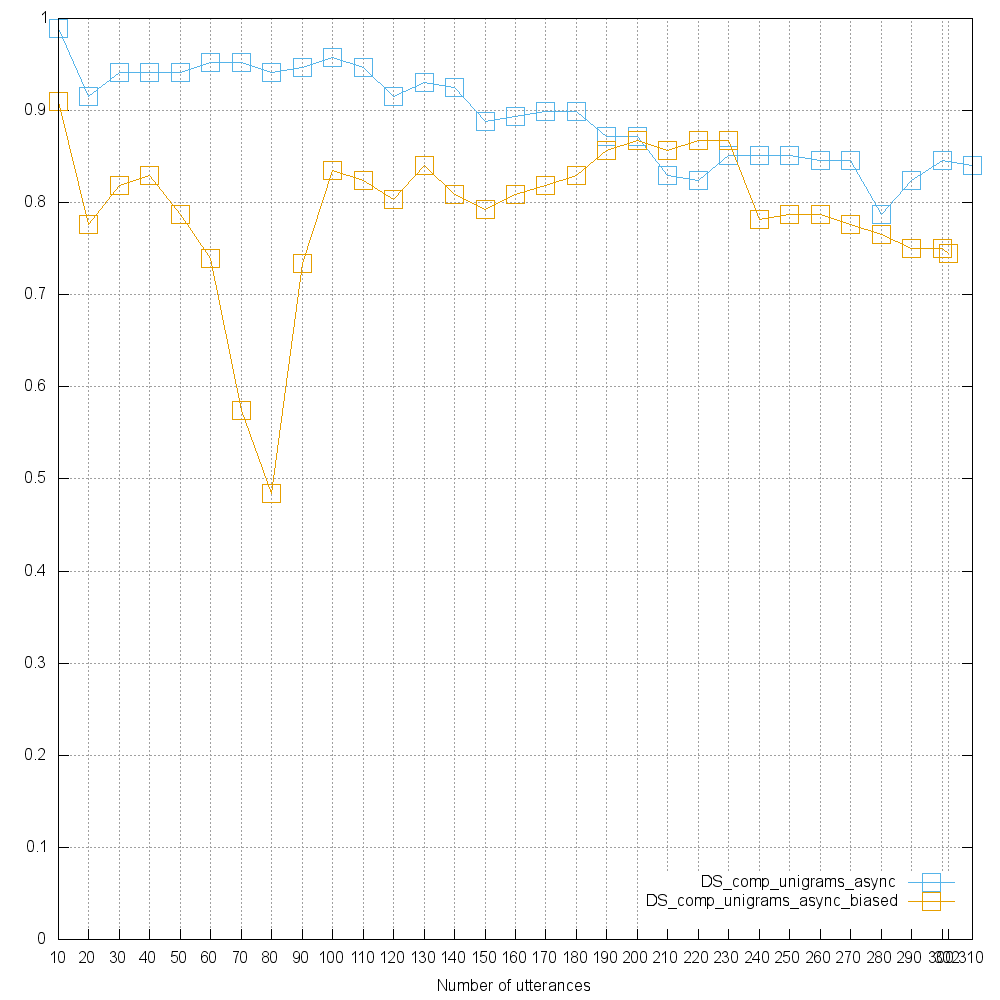 1
0.9
0.8
0.7
0.6
0.5
0.4
0.3
0.2
0.1
0
DS_comp_unigrams_async
DS_comp_unigrams_async_biased
10 20 30 40 50 60 70 80 90 100 110 120 130 140 150 160 170 180 190 200 210 220 230 240 250 260 270 280 290 300 302 310
Number of utterances